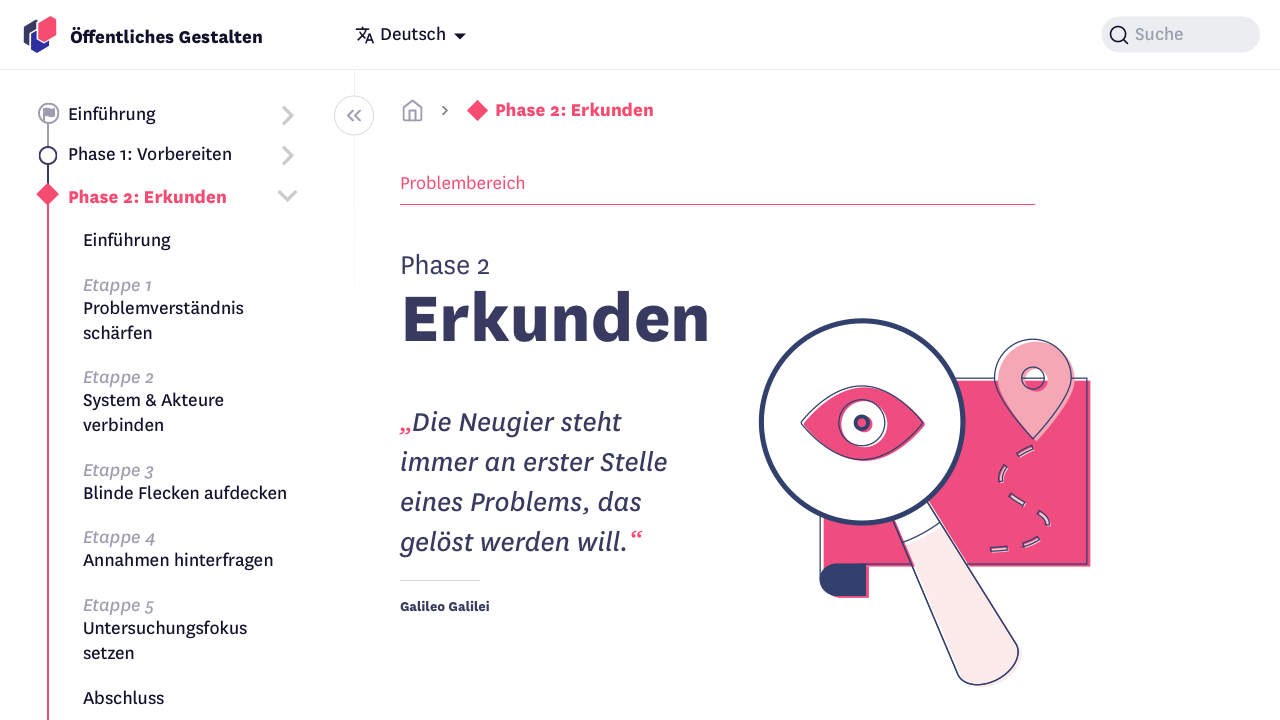 Öffentliches Gestalten
Deutsch
Suche
Einführung
Phase 1: Vorbereiten
Phase 2: Erkunden
Einführung
Etappe 1
Problemverständnis
schärfen
Etappe 2
System & Akteure
verbinden
Etappe 3
Blinde Flecken aufdecken
Etappe 4
Annahmen hinterfragen
Etappe 5
Untersuchungsfokus
setzen
Abschluss
Phase 2: Erkunden
Problembereich
Phase 2
Erkunden
„Die Neugier steht
immer an erster Stelle
eines Problems, das
gelöst werden will.“
Galileo Galilei